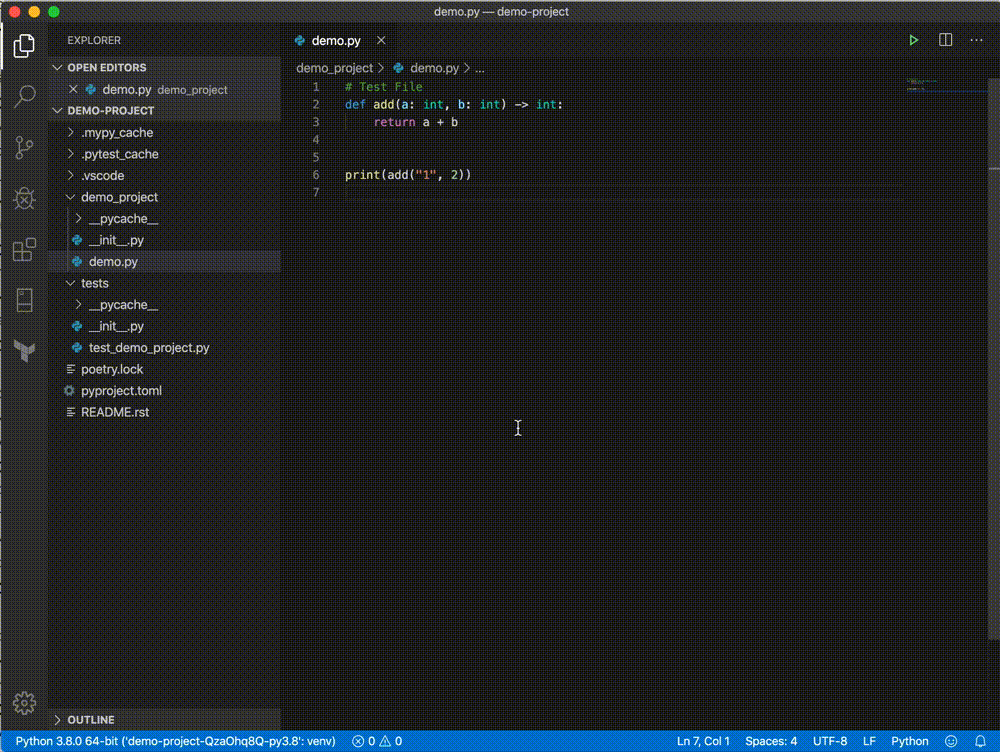 demo.py — demo-project
EXPLORER
OPEN EDITORS
demo.py demo_project
DEMO-PROJECT
.mypy_cache
.pytest_cache
.vscode
demo_project
__pycache__
__init__.py
demo.py
tests
__pycache__
__init__.py
test_demo_project.py
poetry.lock
pyproject.toml
README.rst
OUTLINE
demo.py
demo_project > demo.py > ...
1 # Test File
2 def add(a: int, b: int) -> int:
3     return a + b
4
5
6 print(add("1", 2))
7
Python 3.8.0 64-bit ('demo-project-QzaOhq8Q-py3.8': venv) 0 0 Ln 7, Col 1 Spaces: 4 UTF-8 LF Python